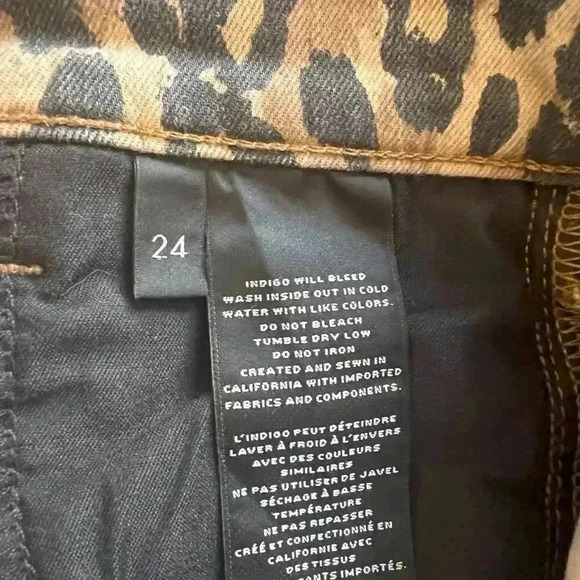 24
INDIGO WILL BLEED
WASH INSIDE OUT IN COLD
WATER WITH LIKE COLORS.
DO NOT BLEACH
TUMBLE DRY LOW
DO NOT IRON
CREATED AND SEWN IN
CALIFORNIA WITH IMPORTED
FABRICS AND COMPONENTS.
L'INDIGO PEUT DÉTEINDRE
LAVER À FROID À L'ENVERS
AVEC DES COULEURS
SIMILAIRES
NE PAS UTILISER DE JAVEL
SÉCHAGE À BASSE
TEMPÉRATURE
NE PAS REPASSER
CRÉÉ ET CONFECTIONNÉ EN
CALIFORNIE AVEC
DES TISSUS
IMPORTÉS